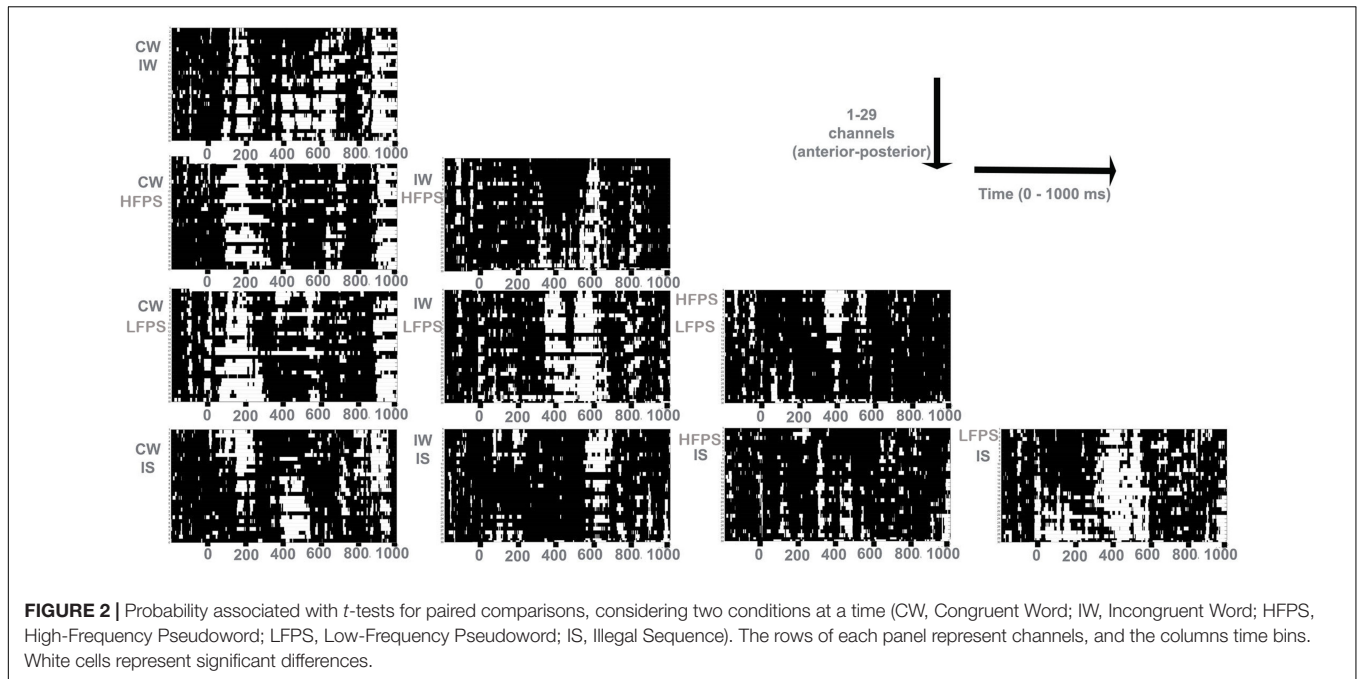 CW
IW
0 200 400 600 800 1000
1-29
channels
(anterior-posterior)
Time (0 - 1000 ms)
CW
HFPS
0 200 400 600 800 1000
IW
HFPS
0 200 400 600 800 1000
CW
LFPS
0 200 400 600 800 1000
IW
LFPS
0 200 400 600 800 1000
HFPS
LFPS
0 200 400 600 800 1000
CW
IS
0 200 400 600 800 1000
IW
IS
0 200 400 600 800 1000
HFPS
IS
0 200 400 600 800 1000
LFPS
IS
0 200 400 600 800 1000
FIGURE 2 | Probability associated with t-tests for paired comparisons, considering two conditions at a time (CW, Congruent Word; IW, Incongruent Word; HFPS,
High-Frequency Pseudoword; LFPS, Low-Frequency Pseudoword; IS, Illegal Sequence). The rows of each panel represent channels, and the columns time bins.
White cells represent significant differences.